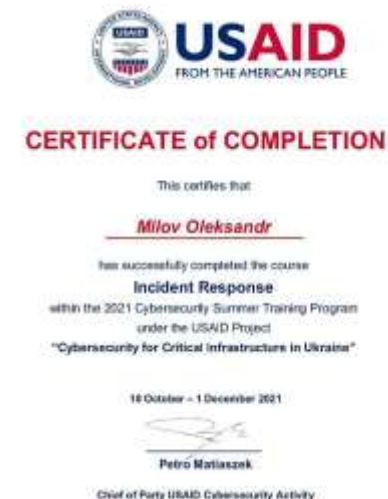 USAID
USAID
FROM THE AMERICAN PEOPLE
CERTIFICATE of COMPLETION
This certifies that
Milov Oleksandr
has successfully completed the course
Incident Response
within the 2021 Cybersecurity Summer Training Program
under the USAID Project
"Cybersecurity for Critical Infrastructure in Ukraine"
October – 1 December 2021
Petro Matiaszek
Chief of Party USAID Cybersecurity Activity